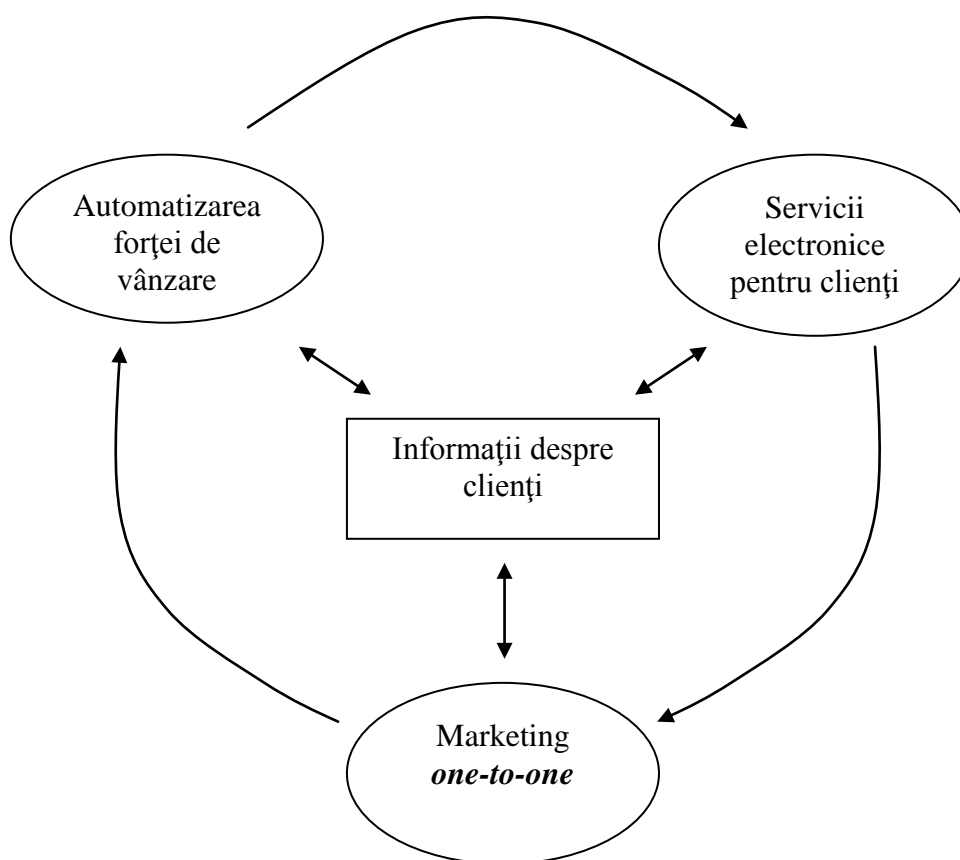 Automatizarea
forţei de
vânzare
Servicii
electronice
pentru clienţi
Informaţii despre
clienţi
Marketing
one-to-one